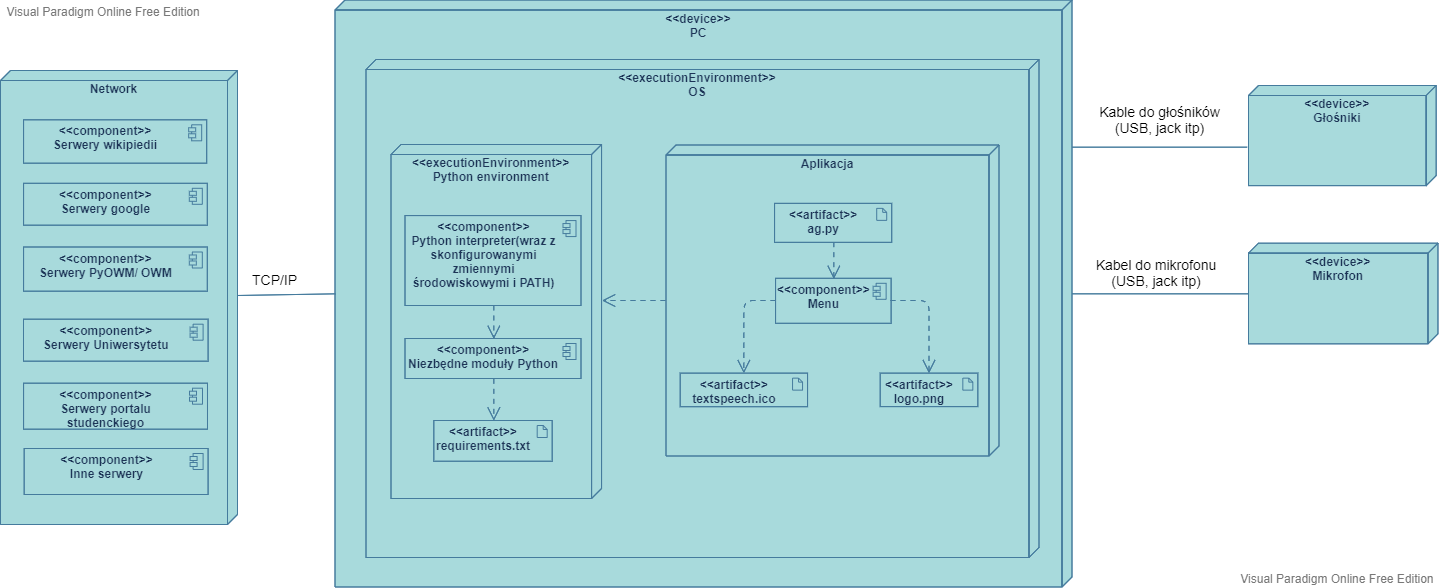 Visual Paradigm Online Free Edition
<<device>>
PC
<<executionEnvironment>>
OS
Network
<<component>>
Serwery wikipiedii
<<component>>
Serwery google
<<component>>
Serwery PyOWM/ OWM
<<component>>
Serwery Uniwersytetu
<<component>>
Serwery portalu
studenckiego
<<component>>
Inne serwery
TCP/IP
<<executionEnvironment>>
Python environment
<<component>>
Python interpreter(wraz z
skonfigurowanymi
zmiennymi
środowiskowymi i PATH)
<<component>>
Niezbędne moduły Python
<<artifact>>
requirements.txt
Aplikacja
<<artifact>>
ag.py
<<component>>
Menu
<<artifact>>
textspeech.ico
<<artifact>>
logo.png
Kable do głośników
(USB, jack itp)
<<device>>
Głośniki
Kabel do mikrofonu
(USB, jack itp)
<<device>>
Mikrofon
Visual Paradigm Online Free Edition